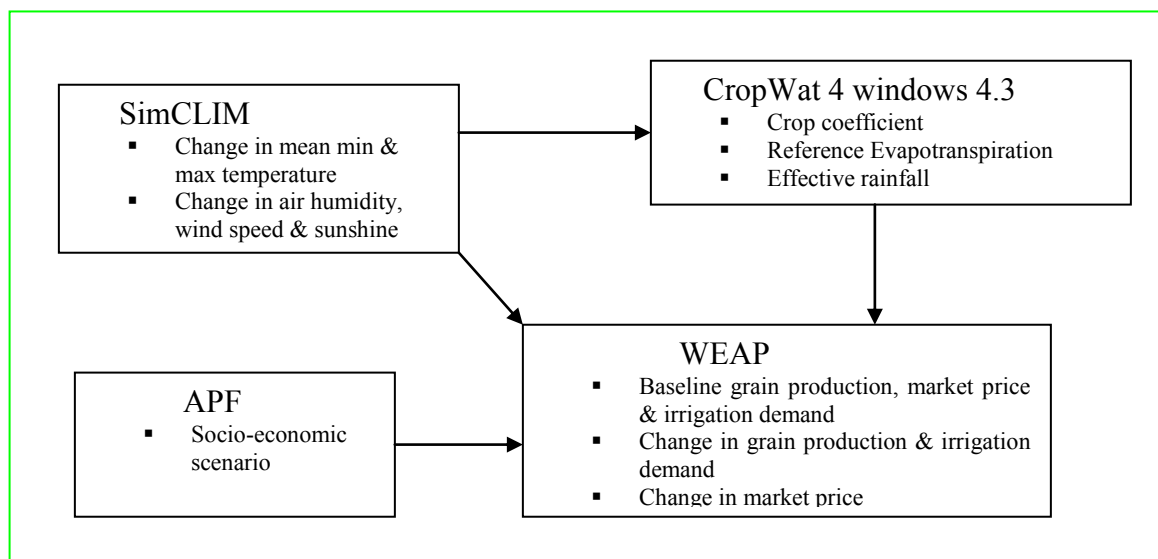 SimCLIM
▪ Change in mean min &
max temperature
▪ Change in air humidity,
wind speed & sunshine
CropWat 4 windows 4.3
▪ Crop coefficient
▪ Reference Evapotranspiration
▪ Effective rainfall
APF
▪ Socio-economic
scenario
WEAP
▪ Baseline grain production, market price
& irrigation demand
▪ Change in grain production & irrigation
demand
▪ Change in market price